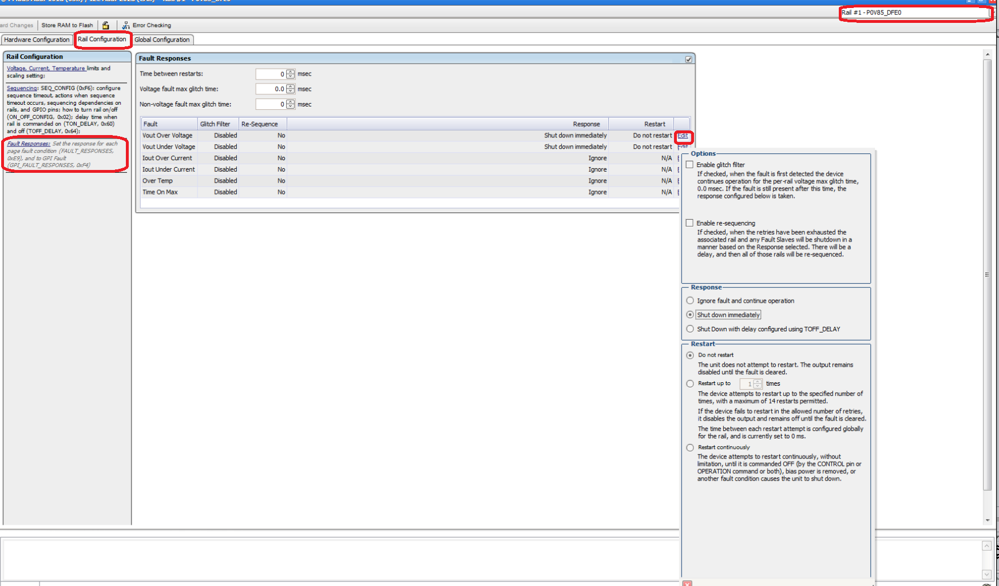 Rail #1 - P0V85_DFE0
Changes
Store RAM to Flash
Error Checking
Hardware Configuration
Rail Configuration
Global Configuration
Rail Configuration
Voltage, Current, Temperature limits and
scaling setting;
Sequencing: SEQ_CONFIG (0xF6): configure
sequence timeout, actions when sequence
timeout occurs, sequencing dependencies on
rails, and GPIO pins; how to turn rail on/off
(ON_OFF_CONFIG, 0x02); delay time when
rail is commanded on (TON_DELAY, 0x60)
and off (TOFF_DELAY, 0x64);
Fault Responses: Set the response for each
page fault condition (FAULT_RESPONSES,
0xE9), and to GPI Fault
(GPI_FAULT_RESPONSES, 0xF4)
Fault Responses
Time between restarts: 0 msec
Voltage fault max glitch time: 0.0 msec
Non-voltage fault max glitch time: 0 msec
Fault Glitch Filter Re-Sequence Response Restart
Vout Over Voltage Disabled No Shut down immediately Do not restart Edit
Vout Under Voltage Disabled No Shut down immediately Do not restart Edit
Iout Over Current Disabled No Ignore N/A
Iout Under Current Disabled No Ignore N/A
Over Temp Disabled No Ignore N/A
Time On Max Disabled No Ignore N/A
Options
Enable glitch filter
If checked, when the fault is first detected the device
continues operation for the per-rail voltage max glitch time,
0.0 msec. If the fault is still present after this time, the
response configured below is taken.
Enable re-sequencing
If checked, when the retries have been exhausted the
associated rail and any Fault Slaves will be shutdown in a
manner based on the Response selected. There will be a
delay, and then all of those rails will be re-sequenced.
Response
Ignore fault and continue operation
Shut down immediately
Shut Down with delay configured using TOFF_DELAY
Restart
Do not restart
The unit does not attempt to restart. The output remains
disabled until the fault is cleared.
Restart up to 1 times
The device attempts to restart up to the specified number of
times, with a maximum of 14 restarts permitted.
If the device fails to restart in the allowed number of retries,
it disables the output and remains off until the fault is cleared.
The time between each restart attempt is configured globally
for the rail, and is currently set to 0 ms.
Restart continuously
The device attempts to restart continuously, without
limitation, until it is commanded OFF (by the CONTROL pin or
OPERATION command or both), bias power is removed, or
another fault condition causes the unit to shut down.